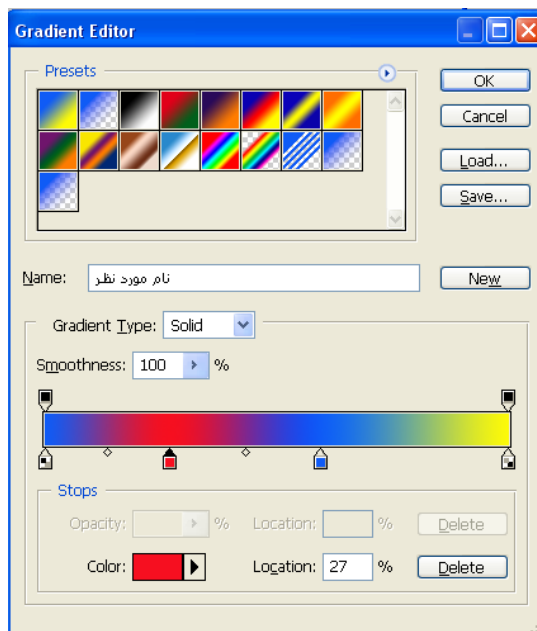 Gradient Editor
Presets
OK
Cancel
Load...
Save...
Name: نام مورد نظر
New
Gradient Type: Solid
Smoothness: 100 %
Stops
Opacity: % Location: % Delete
Color: Location: 27 % Delete